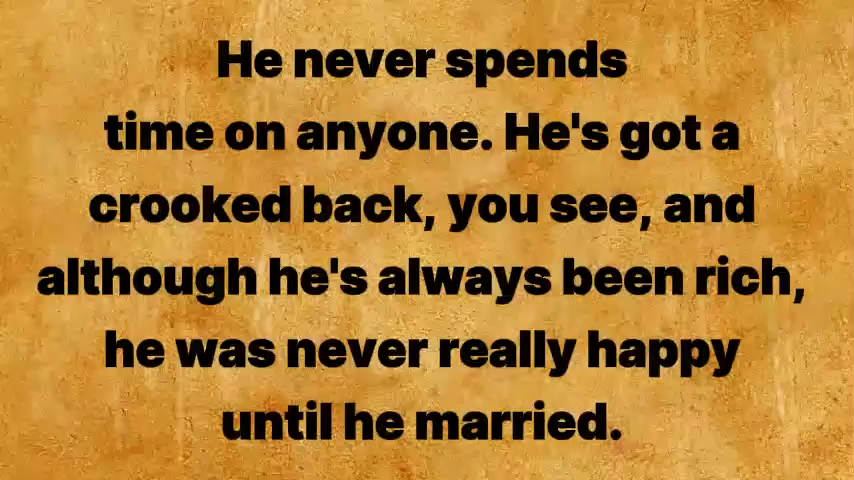 He never spends
time on anyone. He's got a
crooked back, you see, and
although he's always been rich,
he was never really happy
until he married.